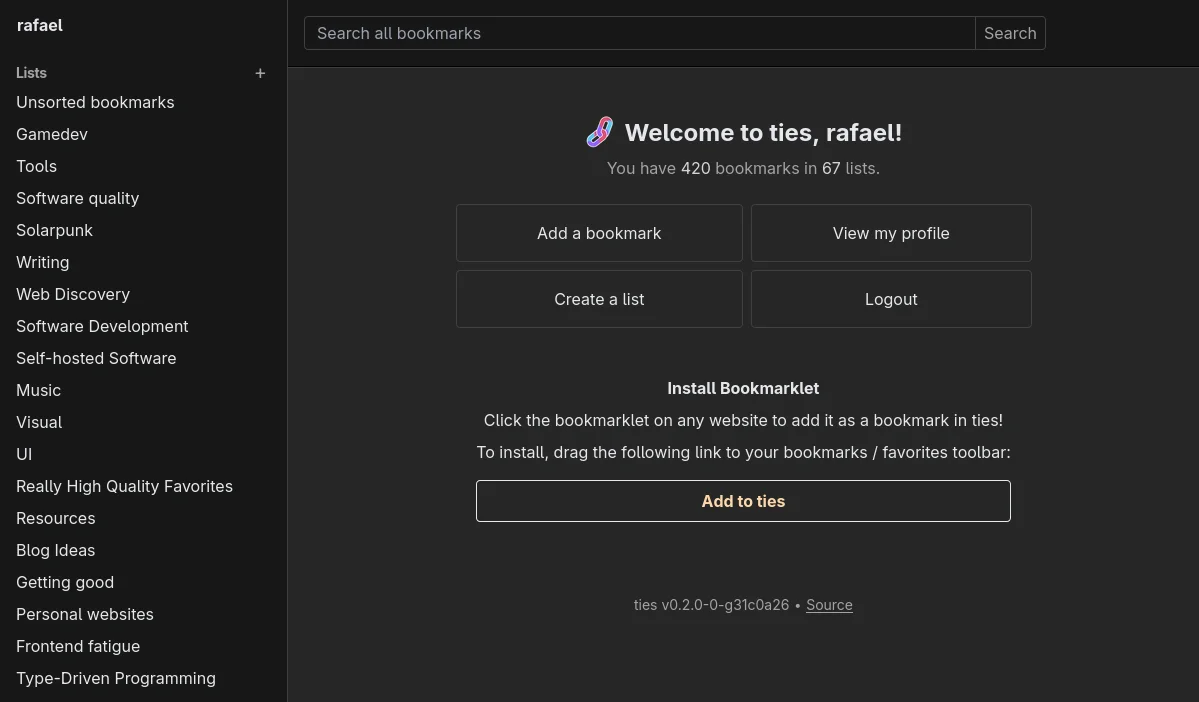 rafael
Lists +
Unsorted bookmarks
Gamedev
Tools
Software quality
Solarpunk
Writing
Web Discovery
Software Development
Self-hosted Software
Music
Visual
UI
Really High Quality Favorites
Resources
Blog Ideas
Getting good
Personal websites
Frontend fatigue
Type-Driven Programming
Search all bookmarks Search
Welcome to ties, rafael!
You have 420 bookmarks in 67 lists.
Add a bookmark View my profile
Create a list Logout
Install Bookmarklet
Click the bookmarklet on any website to add it as a bookmark in ties!
To install, drag the following link to your bookmarks / favorites toolbar:
Add to ties
ties v0.2.0-0-g31c0a26 • Source